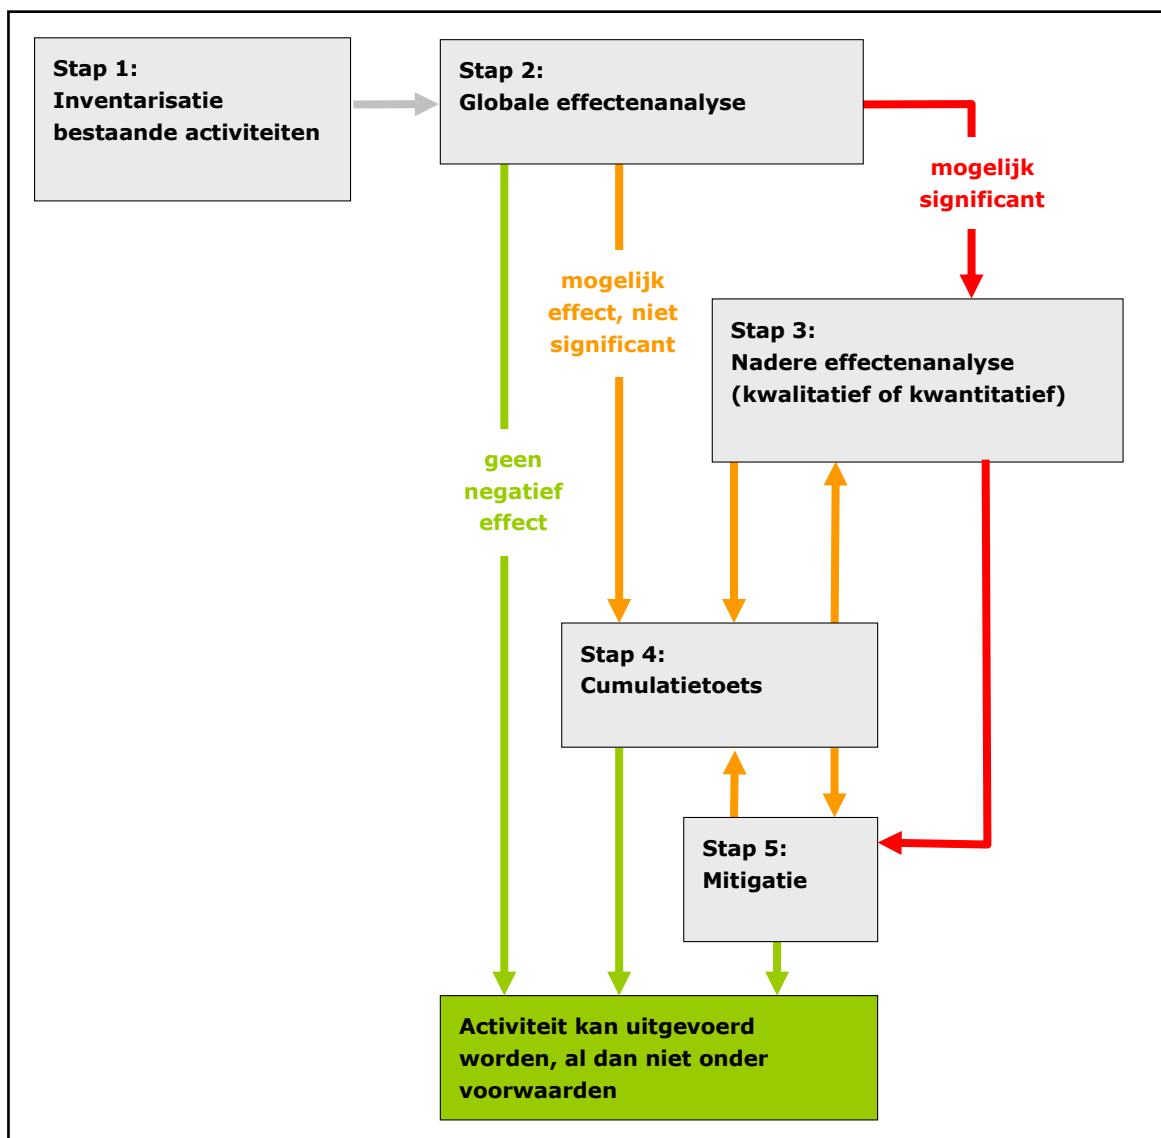 Stap 1:
Inventarisatie
bestaande activiteiten
Stap 2:
Globale effectenanalyse
mogelijk
significant
mogelijk
effect, niet
significant
Stap 3:
Nadere effectenanalyse
(kwalitatief of kwantitatief)
geen
negatief
effect
Stap 4:
Cumulatietoets
Stap 5:
Mitigatie
Activiteit kan uitgevoerd
worden, al dan niet onder
voorwaarden